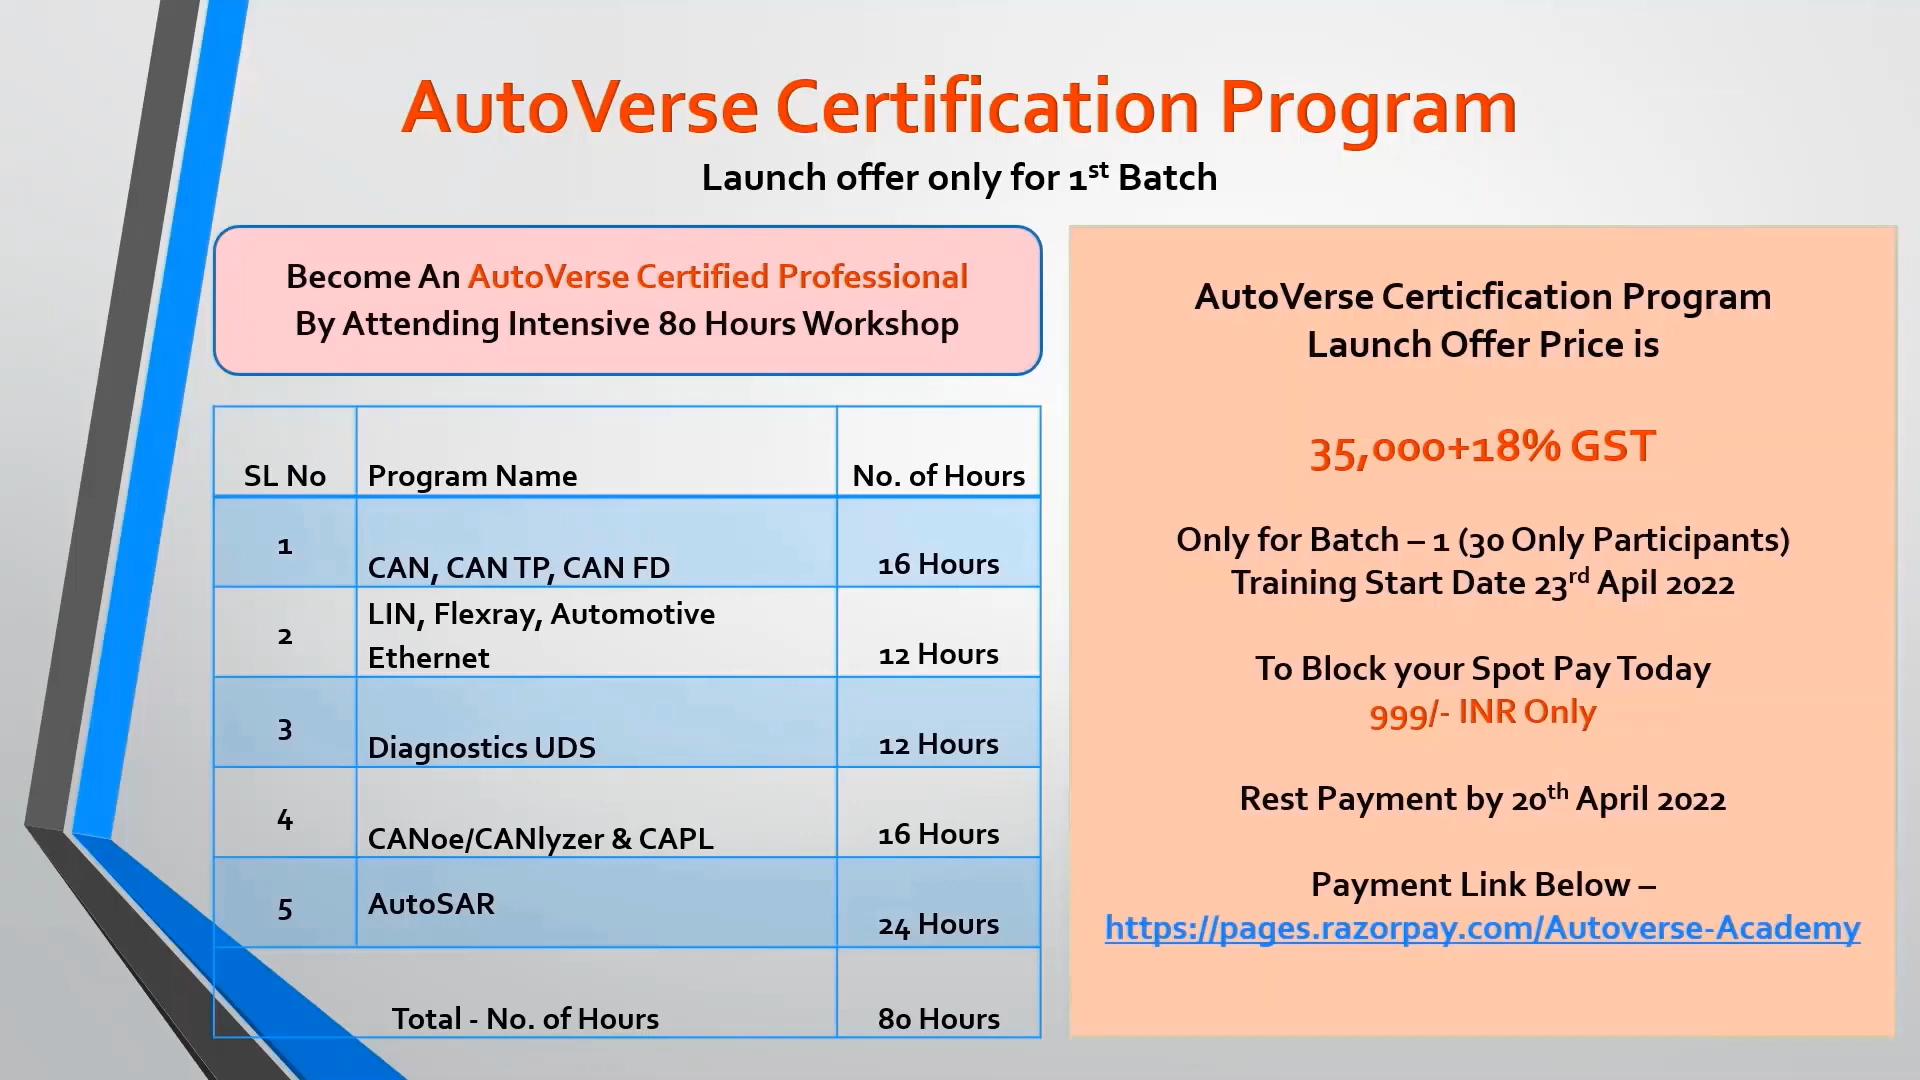 AutoVerse Certification Program
Launch offer only for 1st Batch
Become An AutoVerse Certified Professional
By Attending Intensive 80 Hours Workshop
SL No Program Name No. of Hours
1 CAN, CAN TP, CAN FD 16 Hours
2 LIN, Flexray, Automotive
Ethernet 12 Hours
3 Diagnostics UDS 12 Hours
4 CANoe/CANlyzer & CAPL 16 Hours
5 AutoSAR 24 Hours
Total - No. of Hours 80 Hours
AutoVerse Certicfication Program
Launch Offer Price is
35,000+18% GST
Only for Batch – 1 (30 Only Participants)
Training Start Date 23rd Apil 2022
To Block your Spot Pay Today
999/- INR Only
Rest Payment by 20th April 2022
Payment Link Below –
https://pages.razorpay.com/Autoverse-Academy